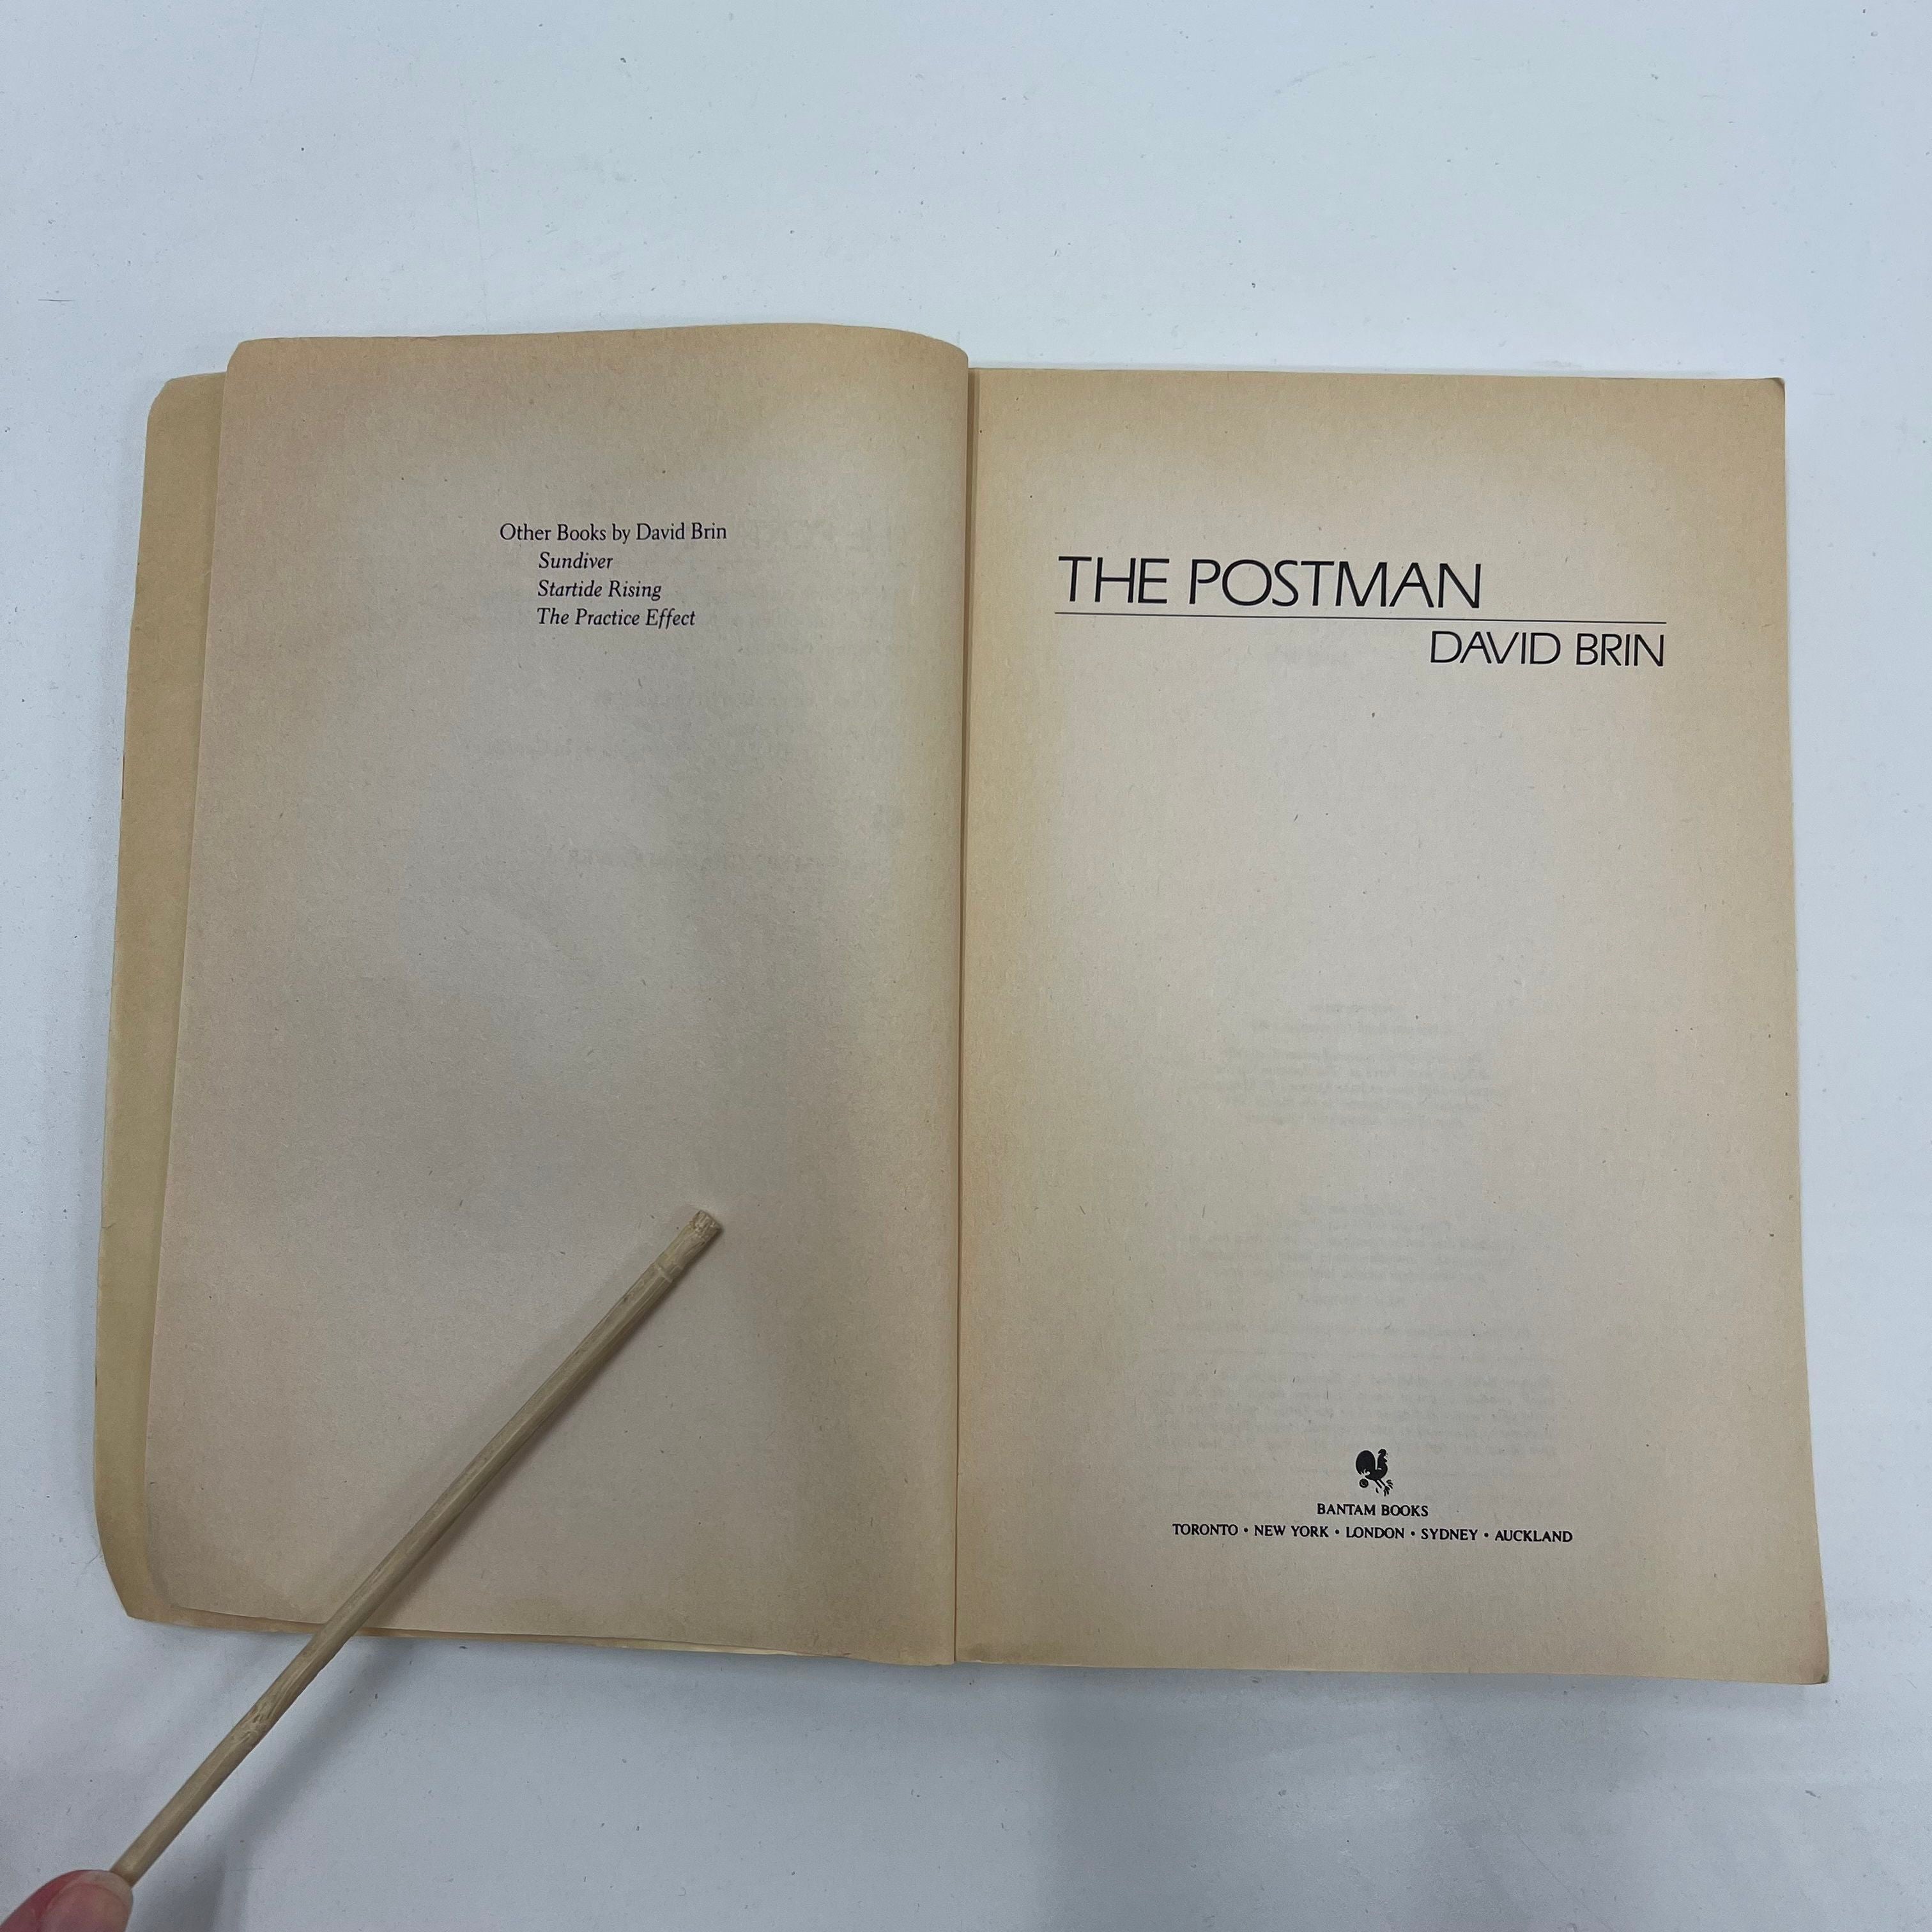 Other Books by David Brin
Sundiver
Startide Rising
The Practice Effect
THE POSTMAN
DAVID BRIN
BANTAM BOOKS
TORONTO • NEW YORK • LONDON • SYDNEY • AUCKLAND